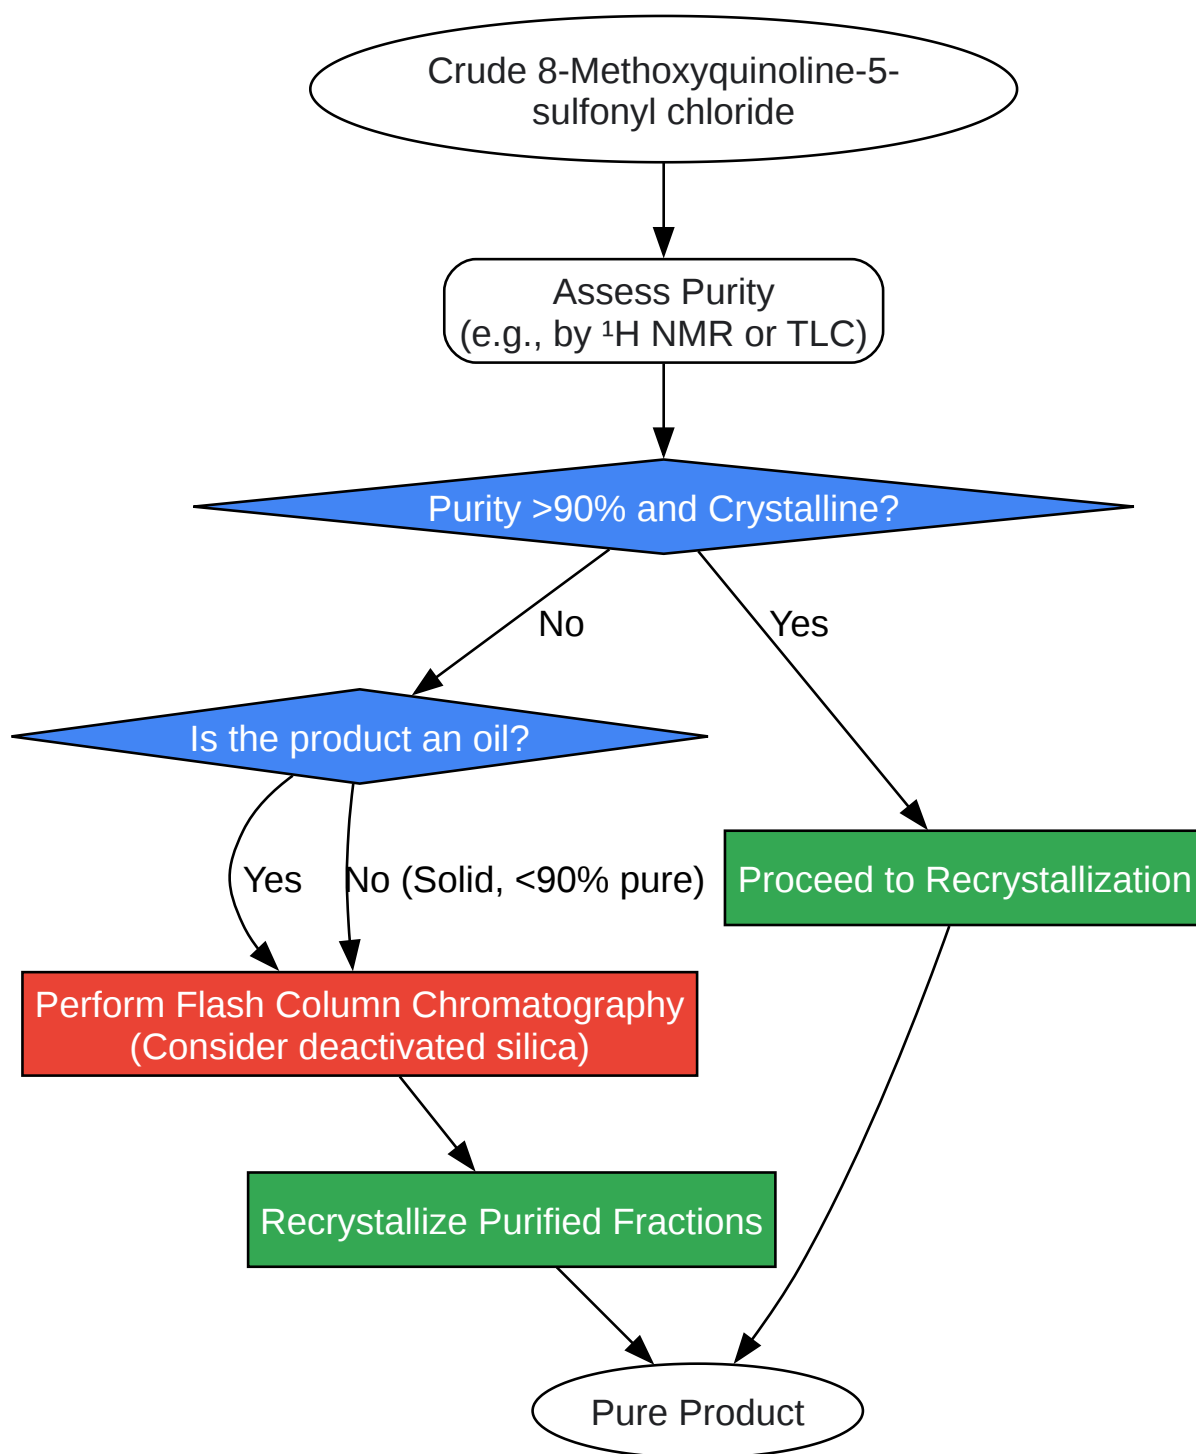 Crude 8-Methoxyquinoline-5-
sulfonyl chloride
Assess Purity
(e.g., by ¹H NMR or TLC)
Purity >90% and Crystalline?
No
Yes
Is the product an oil?
Yes
No (Solid, <90% pure)
Proceed to Recrystallization
Perform Flash Column Chromatography
(Consider deactivated silica)
Recrystallize Purified Fractions
Pure Product